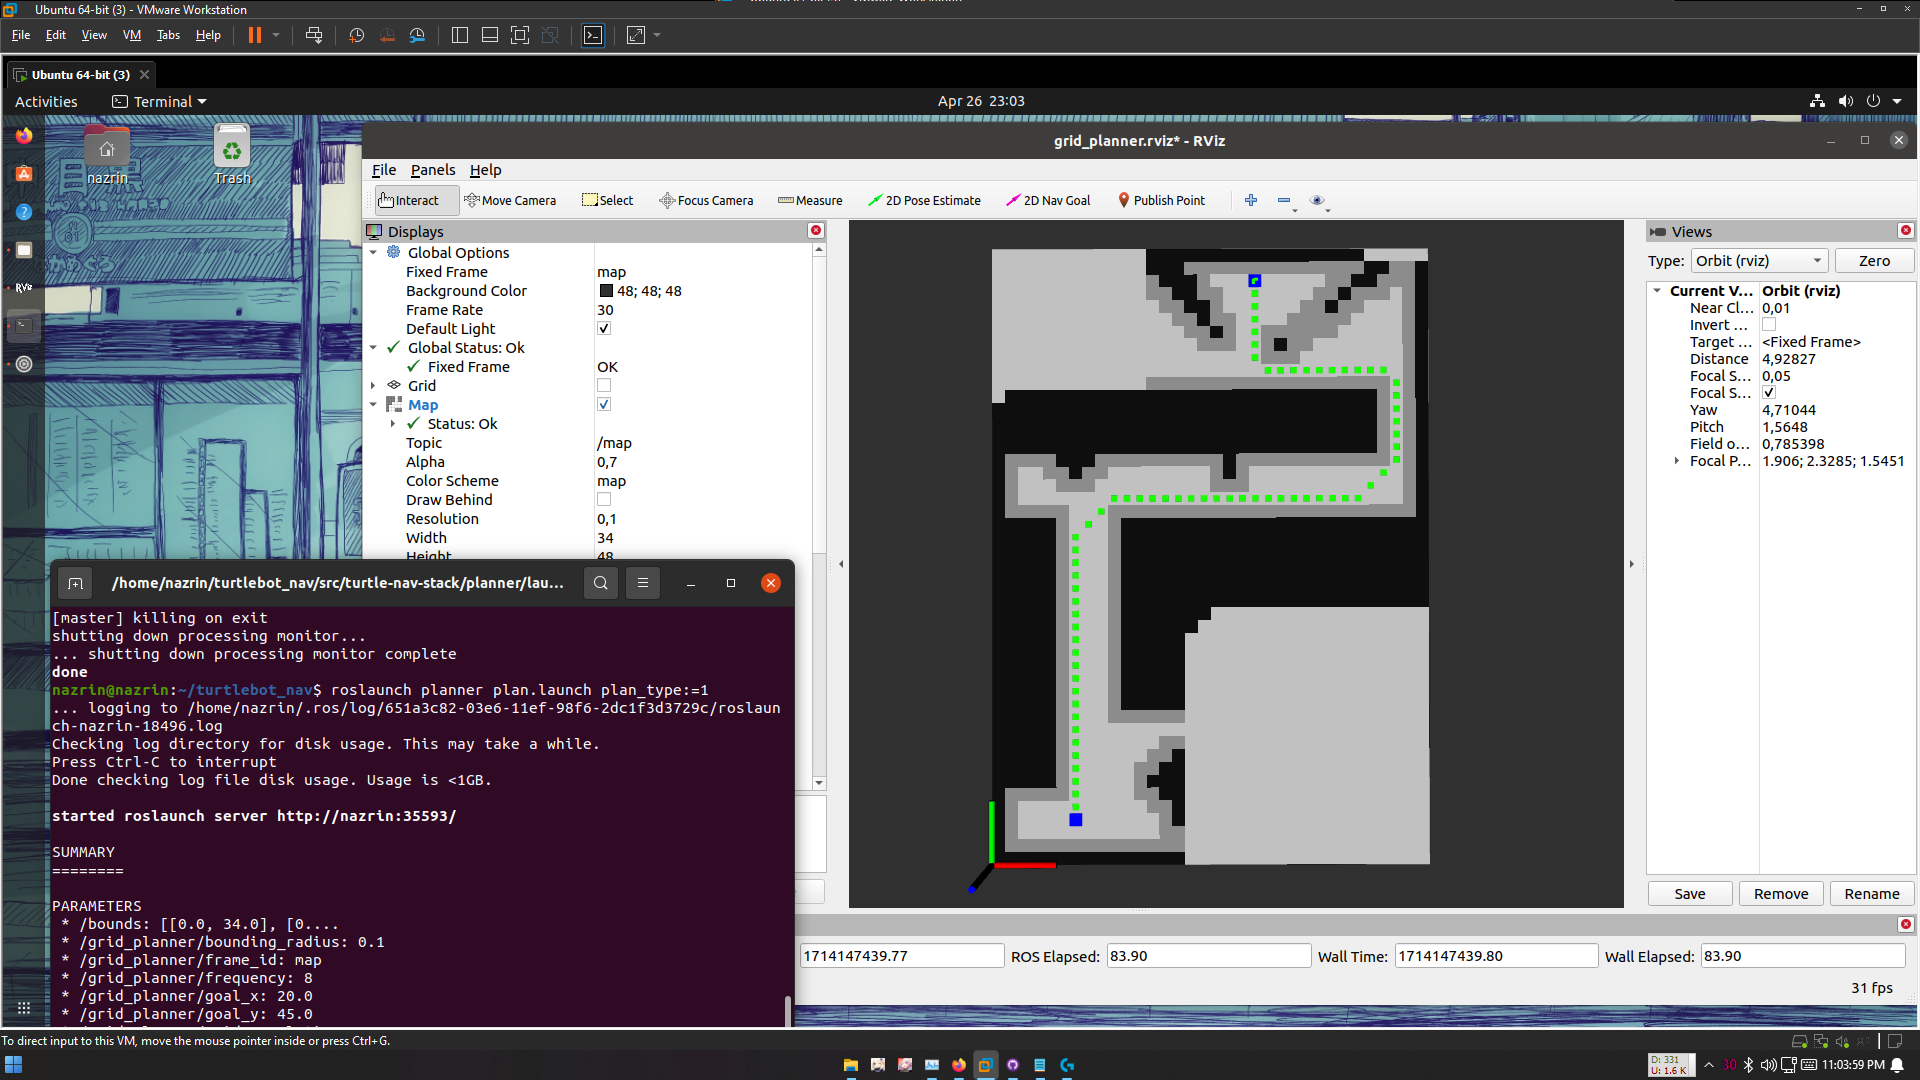 Ubuntu 64-bit (3) - VMware Workstation
File Edit View VM Tabs Help
Ubuntu 64-bit (3)
Activities
Terminal
Apr 26 23:03
nazrin
Trash
grid_planner.rviz* - RViz
File Panels Help
Interact
Move Camera
Select
Focus Camera
Measure
2D Pose Estimate
2D Nav Goal
Publish Point
Displays
Global Options
Fixed Frame map
Background Color 48; 48; 48
Frame Rate 30
Default Light
Global Status: Ok
Fixed Frame OK
Grid
Map
Status: Ok
Topic /map
Alpha 0,7
Color Scheme map
Draw Behind
Resolution 0,1
Width 34
Height 48
Views
Type: Orbit (rviz) Zero
Current V... Orbit (rviz)
Near Cl... 0,01
Invert ...
Target ... <Fixed Frame>
Distance 4,92827
Focal S... 0,05
Focal S...
Yaw 4,71044
Pitch 1,5648
Field o... 0,785398
Focal P... 1.906; 2.3285; 1.5451
Save Remove Rename
/home/nazrin/turtlebot_nav/src/turtle-nav-stack/planner/lau...
[master] killing on exit
shutting down processing monitor...
... shutting down processing monitor complete
done
nazrin@nazrin:~/turtlebot_nav$ roslaunch planner plan.launch plan_type:=1
... logging to /home/nazrin/.ros/log/651a3c82-03e6-11ef-98f6-2dc1f3d3729c/roslaun
ch-nazrin-18496.log
Checking log directory for disk usage. This may take a while.
Press Ctrl-C to interrupt
Done checking log file disk usage. Usage is <1GB.
started roslaunch server http://nazrin:35593/
SUMMARY
========
PARAMETERS
* /bounds: [[0.0, 34.0], [0....
* /grid_planner/bounding_radius: 0.1
* /grid_planner/frame_id: map
* /grid_planner/frequency: 8
* /grid_planner/goal_x: 20.0
* /grid_planner/goal_y: 45.0
1714147439.77
ROS Elapsed: 83.90
Wall Time: 1714147439.80
Wall Elapsed: 83.90
31 fps
To direct input to this VM, move the mouse pointer inside or press Ctrl+G.
D: 331
U: 1.6 K
30
11:03:59 PM